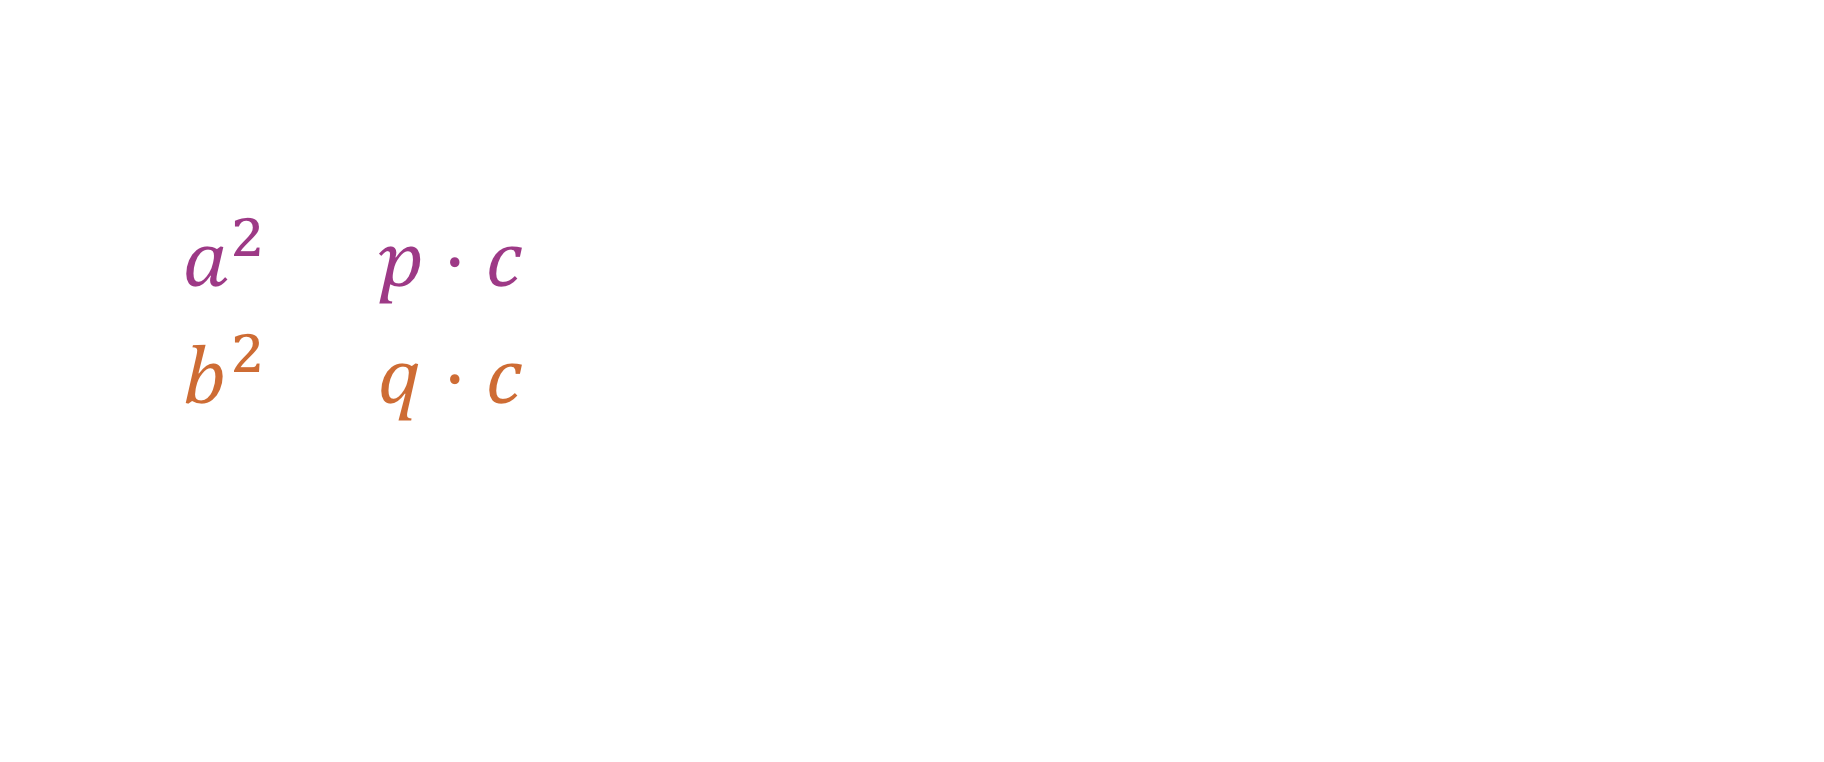 a² p · c
b² q · c